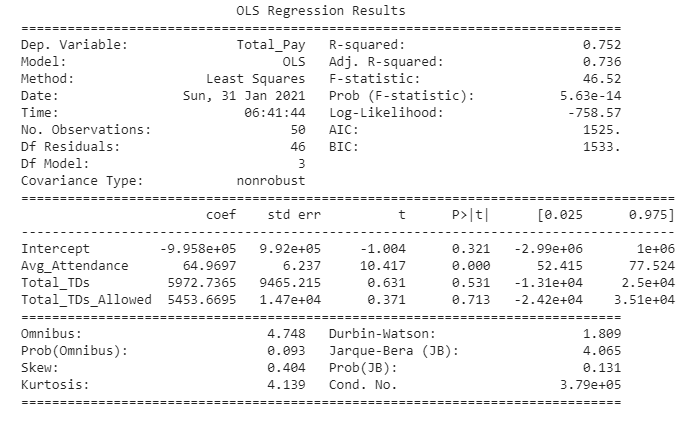 OLS Regression Results
==============================================================================
Dep. Variable: Total_Pay R-squared: 0.752
Model: OLS Adj. R-squared: 0.736
Method: Least Squares F-statistic: 46.52
Date: Sun, 31 Jan 2021 Prob (F-statistic): 5.63e-14
Time: 06:41:44 Log-Likelihood: -758.57
No. Observations: 50 AIC: 1525.
Df Residuals: 46 BIC: 1533.
Df Model: 3
Covariance Type: nonrobust
=====================================================================================
coef std err t P>|t| [0.025 0.975]
-------------------------------------------------------------------------------------
Intercept -9.958e+05 9.92e+05 -1.004 0.321 -2.99e+06 1e+06
Avg_Attendance 64.9697 6.237 10.417 0.000 52.415 77.524
Total_TDs 5972.7365 9465.215 0.631 0.531 -1.31e+04 2.5e+04
Total_TDs_Allowed 5453.6695 1.47e+04 0.371 0.713 -2.42e+04 3.51e+04
==============================================================================
Omnibus: 4.748 Durbin-Watson: 1.809
Prob(Omnibus): 0.093 Jarque-Bera (JB): 4.065
Skew: 0.404 Prob(JB): 0.131
Kurtosis: 4.139 Cond. No. 3.79e+05
==============================================================================